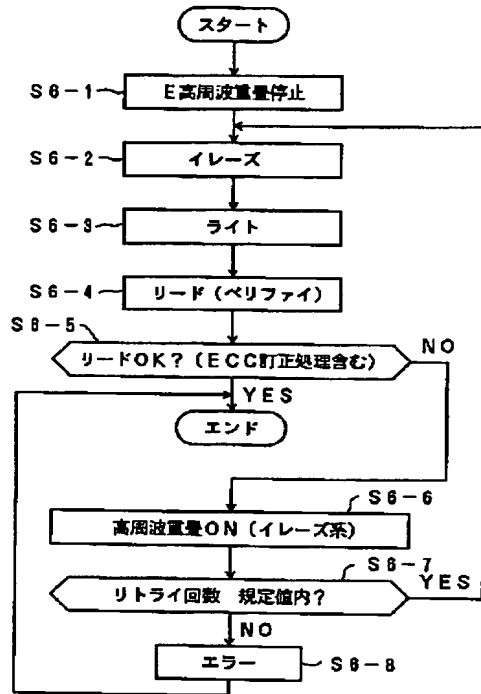 スタート
S6-1
E高周波重畳停止
S6-2
イレーズ
S6-3
ライト
S6-4
リード(ベリファイ)
S6-5
リードOK?(ECC訂正処理含む)
NO
YES
エンド
S6-6
高周波重畳ON(イレーズ系)
S6-7
リトライ回数 規定値内?
YES
NO
エラー
S6-8